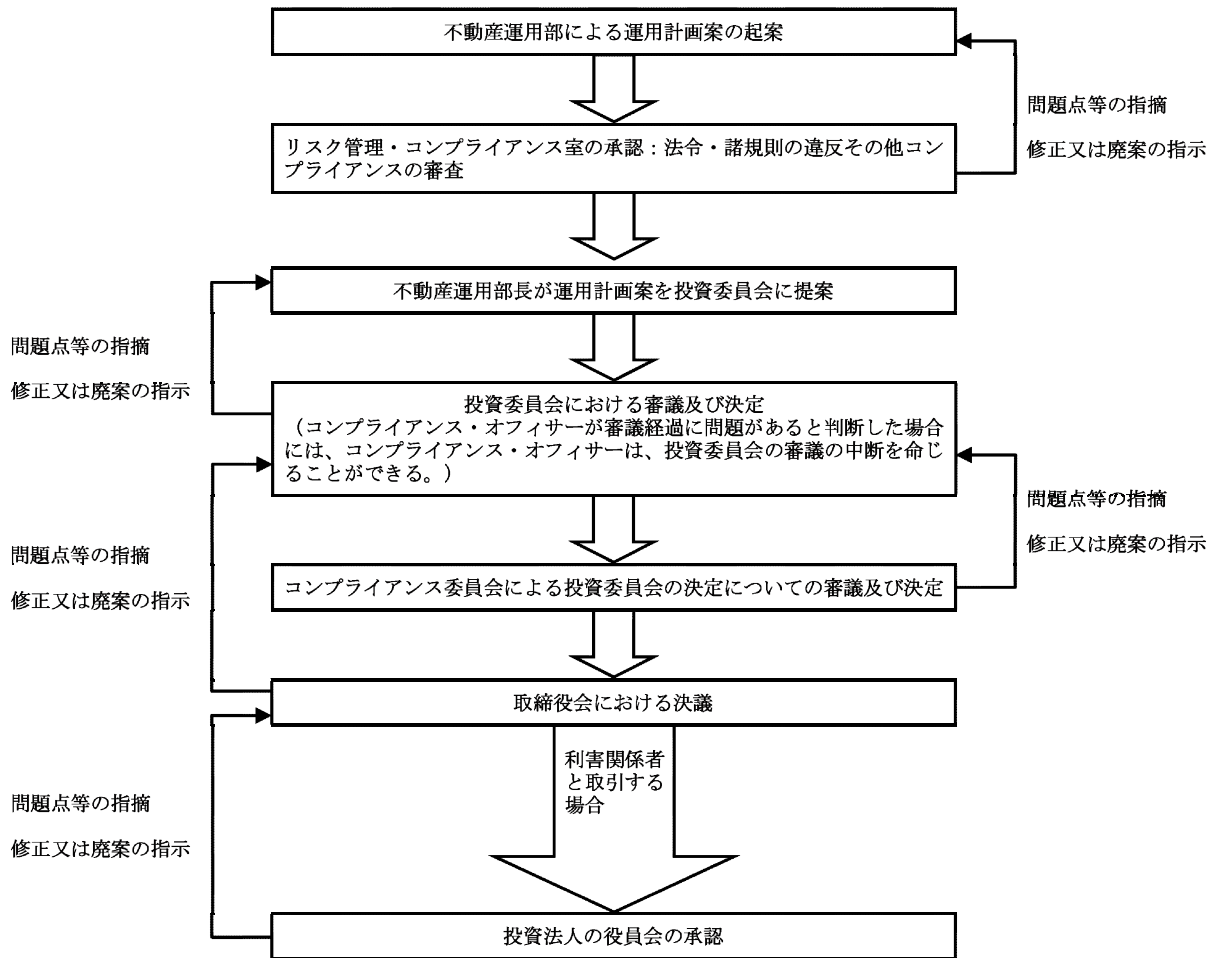 不動産運用部による運用計画案の起案
問題点等の指摘
修正又は廃案の指示
リスク管理・コンプライアンス室の承認：法令・諸規則の違反その他コン
プライアンスの審査
不動産運用部長が運用計画案を投資委員会に提案
問題点等の指摘
修正又は廃案の指示
投資委員会における審議及び決定
（コンプライアンス・オフィサーが審議経過に問題があると判断した場合
には、コンプライアンス・オフィサーは、投資委員会の審議の中断を命じ
ることができる。）
問題点等の指摘
修正又は廃案の指示
問題点等の指摘
修正又は廃案の指示
コンプライアンス委員会による投資委員会の決定についての審議及び決定
取締役会における決議
利害関係者
と取引する
場合
問題点等の指摘
修正又は廃案の指示
投資法人の役員会の承認